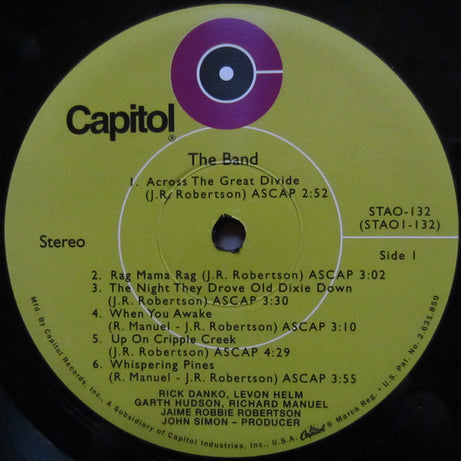 Capitol®
The Band
1. Across The Great Divide
(J.R. Robertson) ASCAP 2:52
STAO-132
(STAO1-132)
Stereo
Side 1
2. Rag Mama Rag (J.R. Robertson) ASCAP 3:02
3. The Night They Drove Old Dixie Down
(J.R. Robertson) ASCAP 3:30
4. When You Awake
(R. Manuel - J.R. Robertson) ASCAP 3:10
5. Up On Cripple Creek
(J.R. Robertson) ASCAP 4:29
6. Whispering Pines
(R. Manuel - J.R. Robertson) ASCAP 3:55
RICK DANKO, LEVON HELM
GARTH HUDSON, RICHARD MANUEL
JAIME ROBBIE ROBERTSON
JOHN SIMON – PRODUCER
Mfd. By Capitol Records, Inc., A Subsidiary of Capitol Industries, Inc., U.S.A. Capitol® Marca Reg. • U.S. Pat. No. 2,631,859